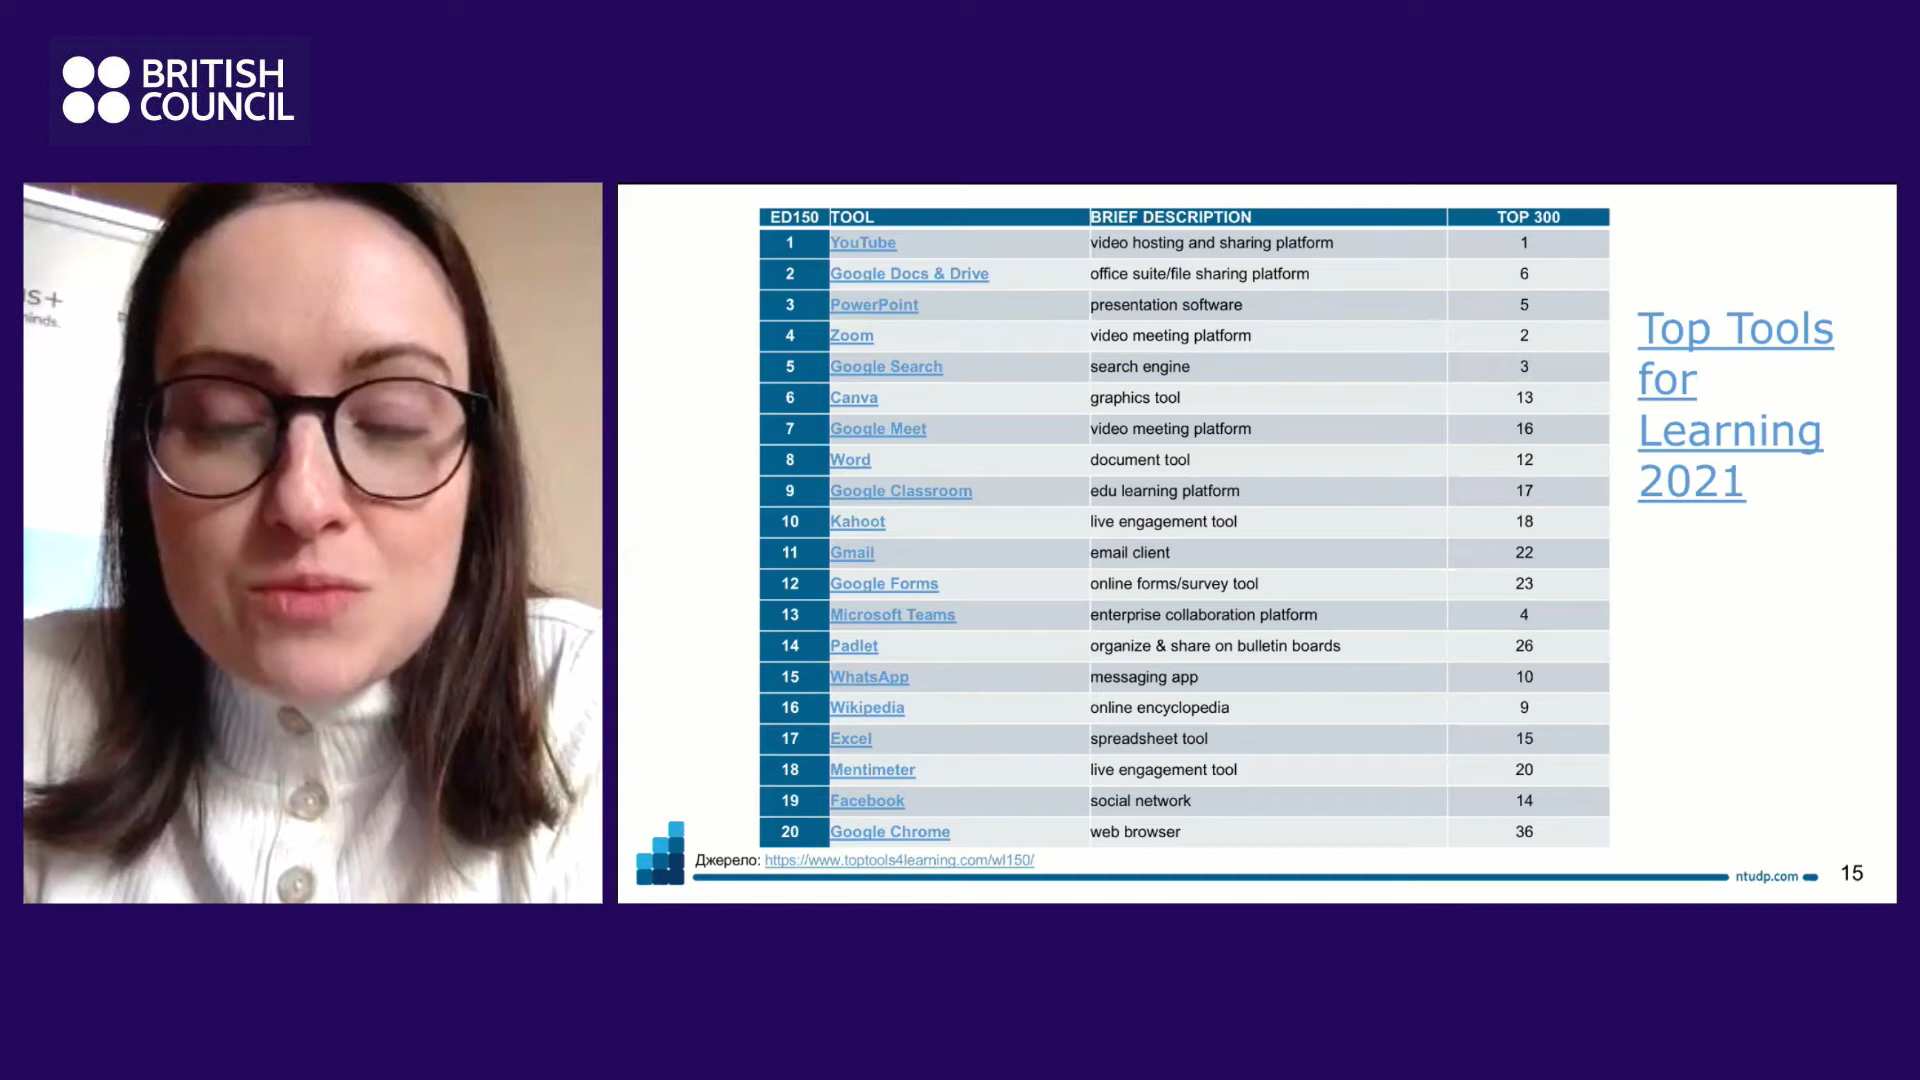 BRITISH
COUNCIL
s+
inds.
ED150 TOOL BRIEF DESCRIPTION TOP 300
1 YouTube video hosting and sharing platform 1
2 Google Docs & Drive office suite/file sharing platform 6
3 PowerPoint presentation software 5
4 Zoom video meeting platform 2
5 Google Search search engine 3
6 Canva graphics tool 13
7 Google Meet video meeting platform 16
8 Word document tool 12
9 Google Classroom edu learning platform 17
10 Kahoot live engagement tool 18
11 Gmail email client 22
12 Google Forms online forms/survey tool 23
13 Microsoft Teams enterprise collaboration platform 4
14 Padlet organize & share on bulletin boards 26
15 WhatsApp messaging app 10
16 Wikipedia online encyclopedia 9
17 Excel spreadsheet tool 15
18 Mentimeter live engagement tool 20
19 Facebook social network 14
20 Google Chrome web browser 36
Top Tools
for
Learning
2021
Джерело: https://www.toptools4learning.com/wl150/
ntudp.com 15